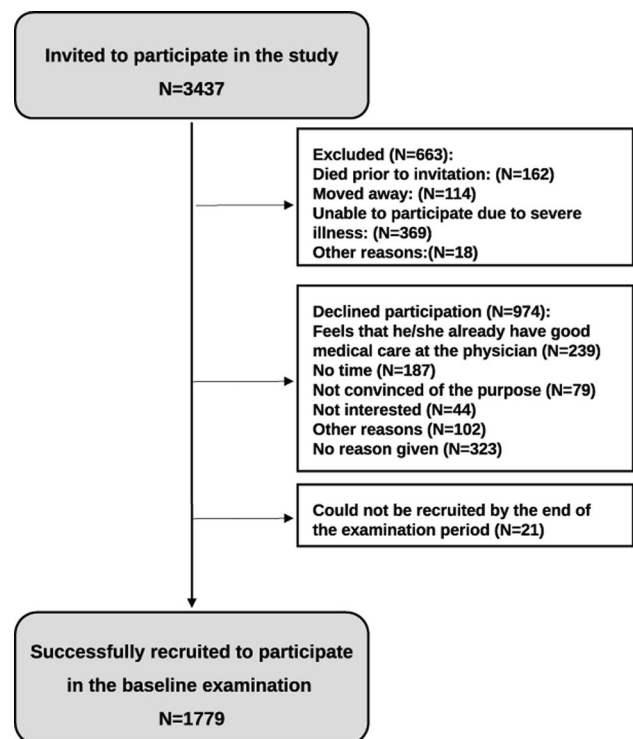 Invited to participate in the study
N=3437
Excluded (N=663):
Died prior to invitation: (N=162)
Moved away: (N=114)
Unable to participate due to severe
illness: (N=369)
Other reasons:(N=18)
Declined participation (N=974):
Feels that he/she already have good
medical care at the physician (N=239)
No time (N=187)
Not convinced of the purpose (N=79)
Not interested (N=44)
Other reasons (N=102)
No reason given (N=323)
Could not be recruited by the end of
the examination period (N=21)
Successfully recruited to participate
in the baseline examination
N=1779